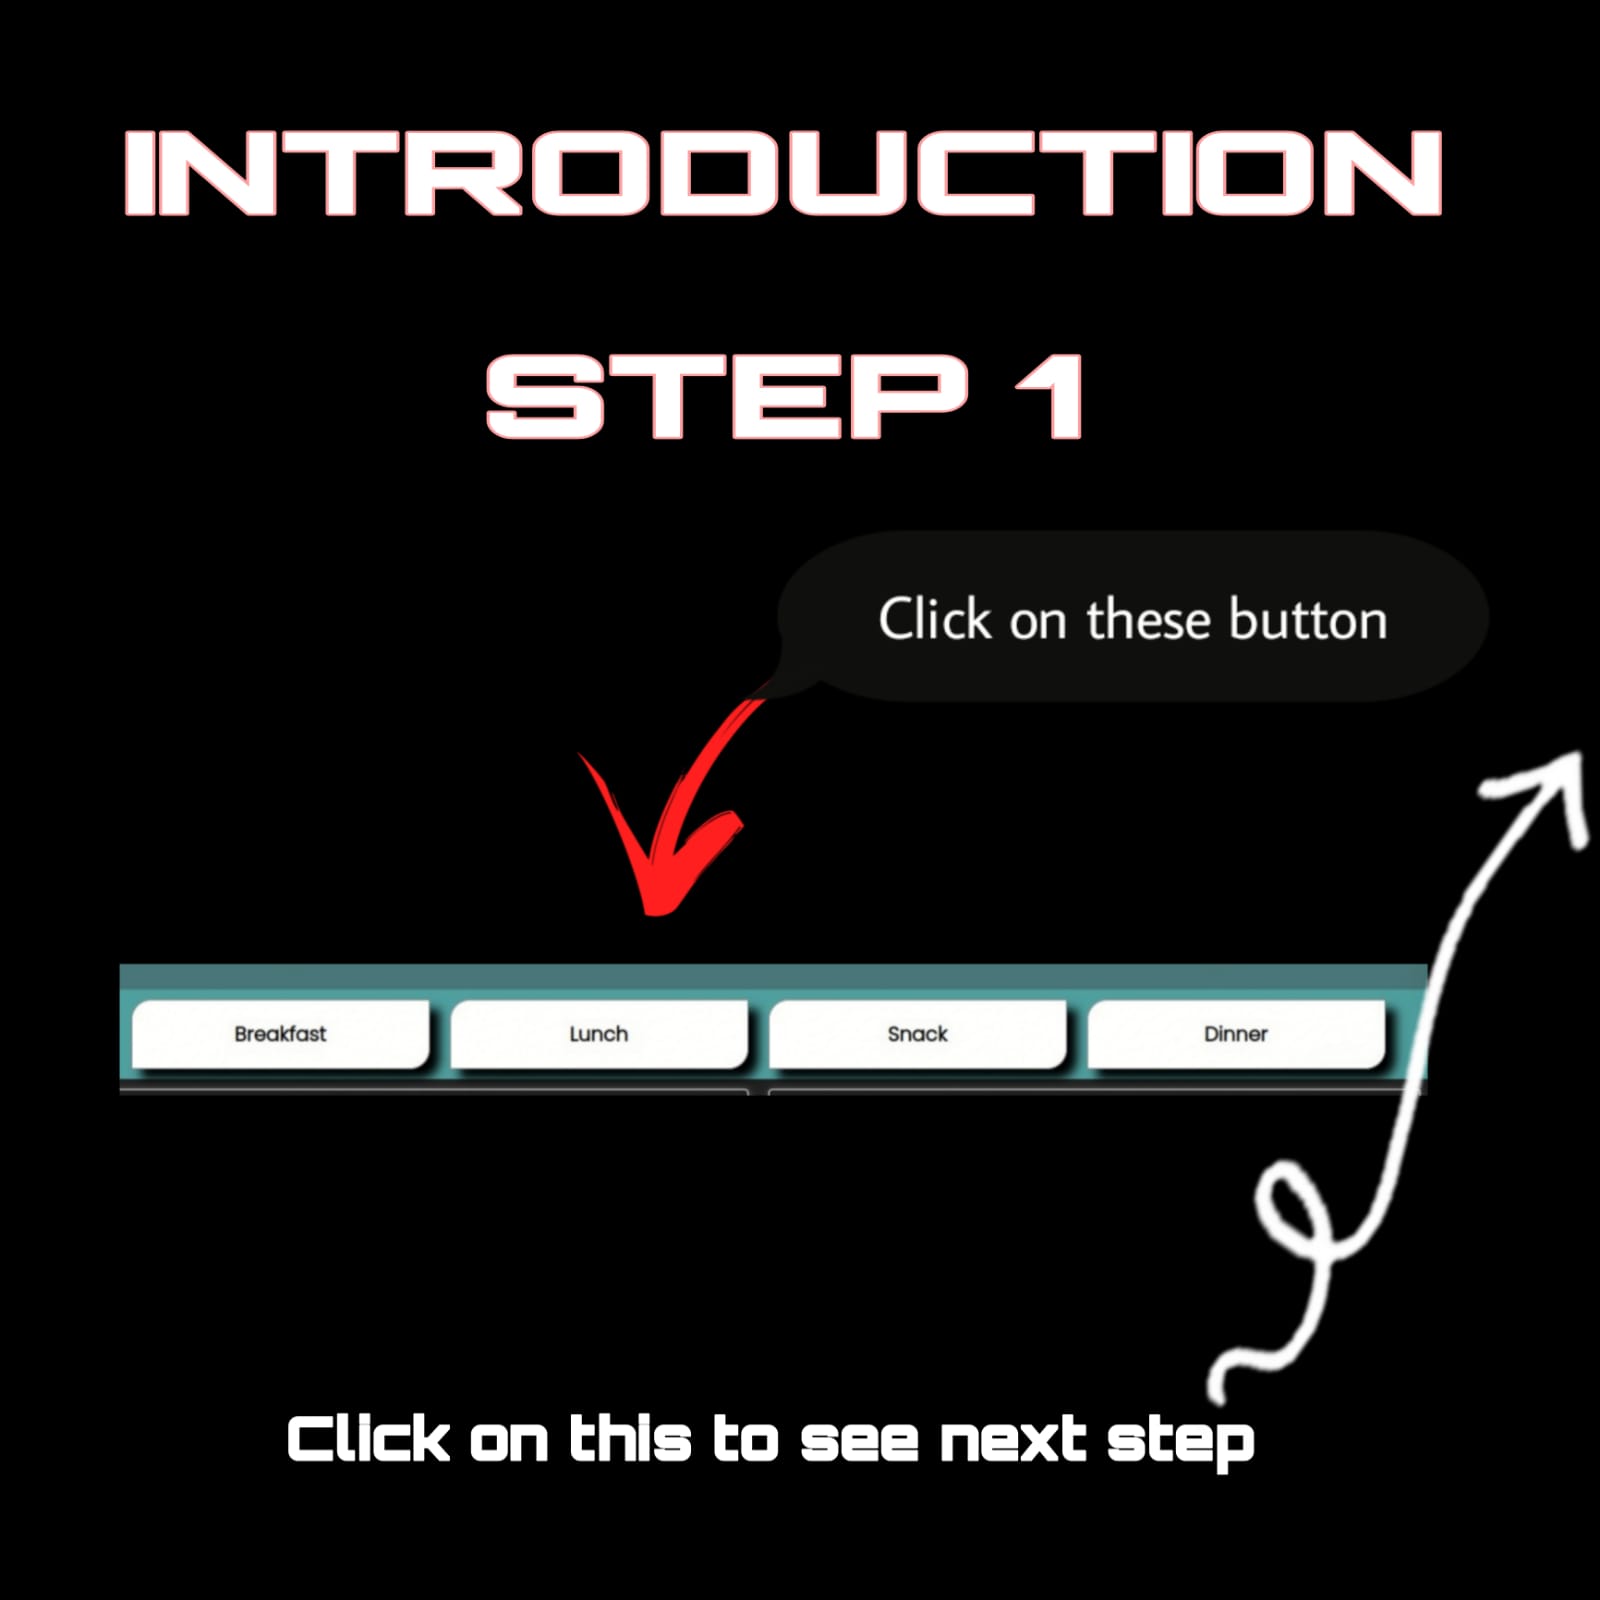 INTRODUCTION
STEP 1
Click on these button
Breakfast Lunch Snack Dinner
Click on this to see next step